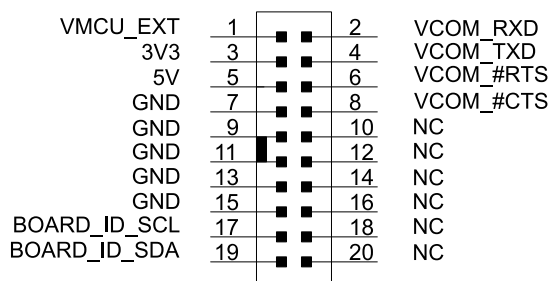 VMCU_EXT 1 2 VCOM_RXD
3V3 3 4 VCOM_TXD
5V 5 6 VCOM_#RTS
GND 7 8 VCOM_#CTS
GND 9 10 NC
GND 11 12 NC
GND 13 14 NC
GND 15 16 NC
BOARD_ID_SCL 17 18 NC
BOARD_ID_SDA 19 20 NC